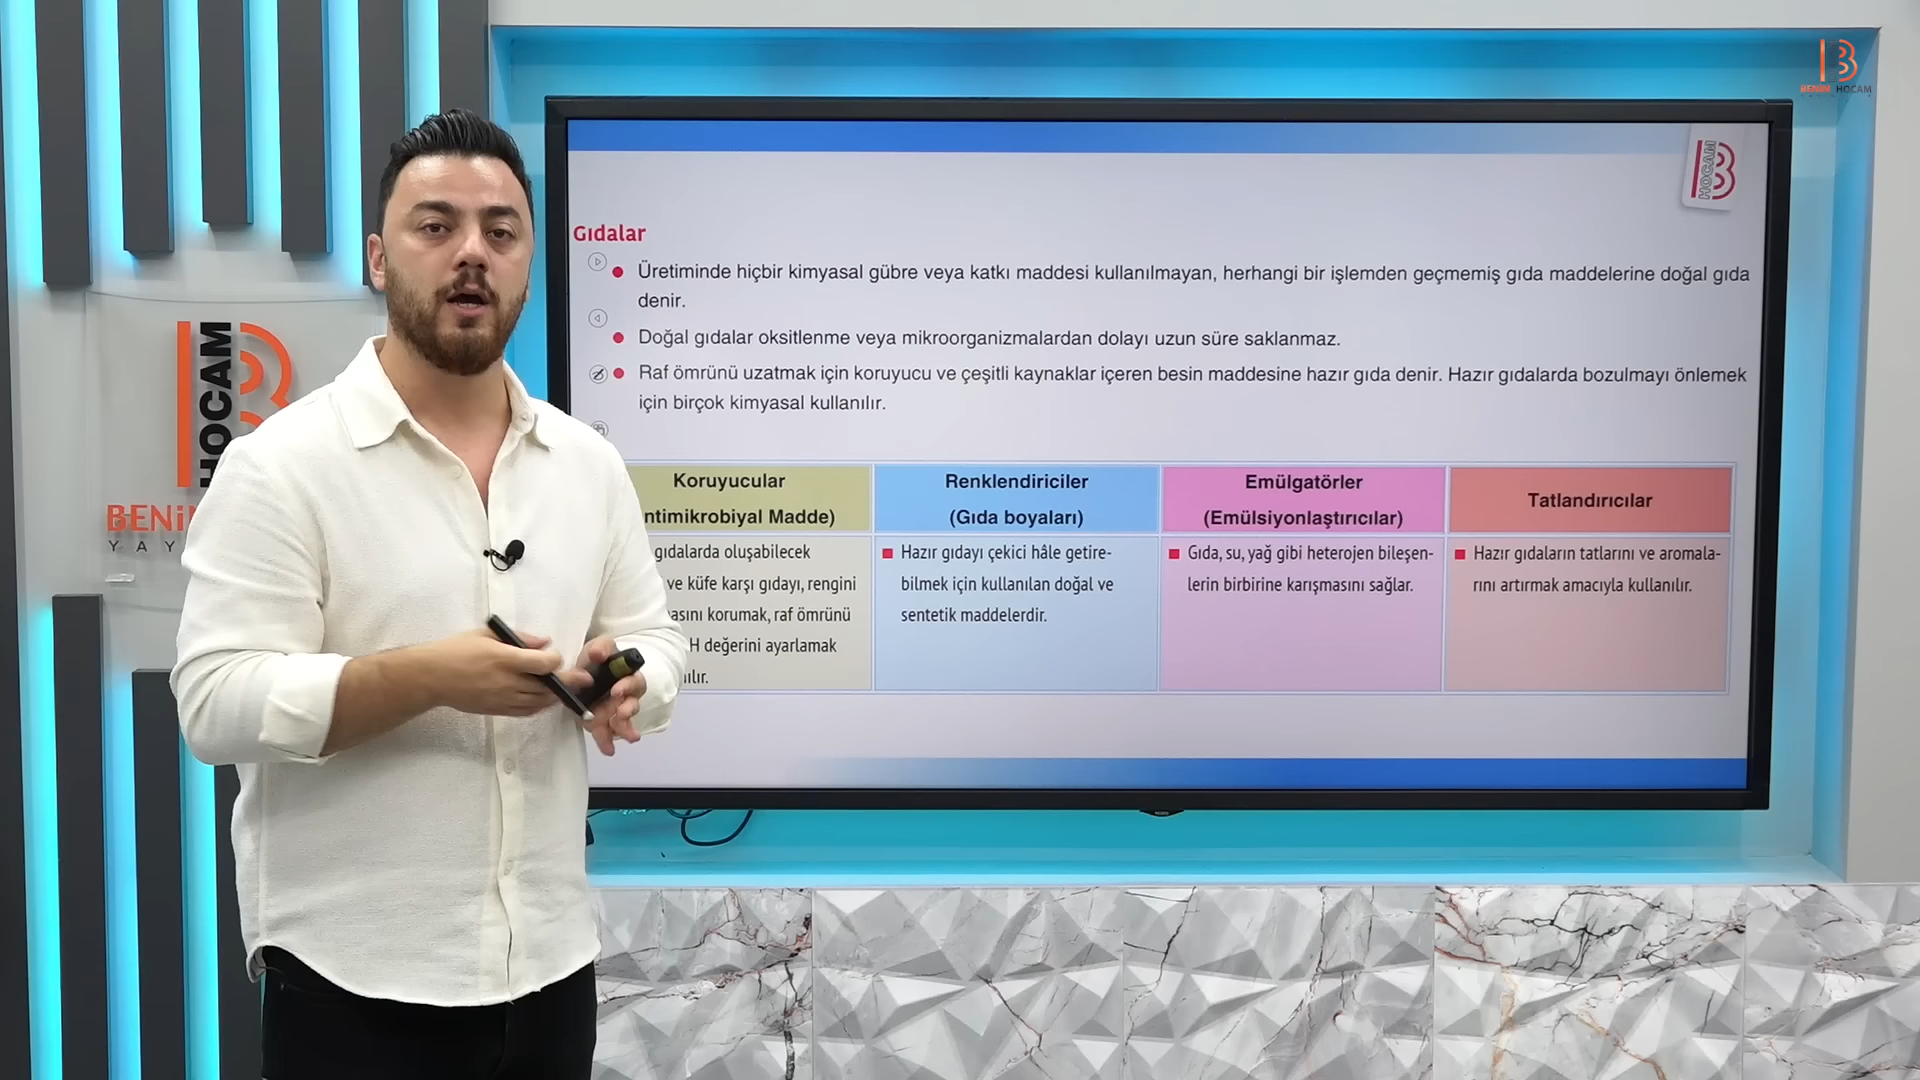 BENİM HOCAM
HOCAM
Gıdalar
Üretiminde hiçbir kimyasal gübre veya katkı maddesi kullanılmayan, herhangi bir işlemden geçmemiş gıda maddelerine doğal gıda
denir.
Doğal gıdalar oksitlenme veya mikroorganizmalardan dolayı uzun süre saklanmaz.
Raf ömrünü uzatmak için koruyucu ve çeşitli kaynaklar içeren besin maddesine hazır gıda denir. Hazır gıdalarda bozulmayı önlemek
için birçok kimyasal kullanılır.
Koruyucular
ntimikrobiyal Madde)
gıdalarda oluşabilecek
ve küfe karşı gıdayı, rengini
asını korumak, raf ömrünü
H değerini ayarlamak
ılır.
Renklendiriciler
(Gıda boyaları)
Hazır gıdayı çekici hâle getire-
bilmek için kullanılan doğal ve
sentetik maddelerdir.
Emülgatörler
(Emülsiyonlaştırıcılar)
Gıda, su, yağ gibi heterojen bileşen-
lerin birbirine karışmasını sağlar.
Tatlandırıcılar
Hazır gıdaların tatlarını ve aromala-
rını artırmak amacıyla kullanılır.
HOCAM
BENİ
YAY